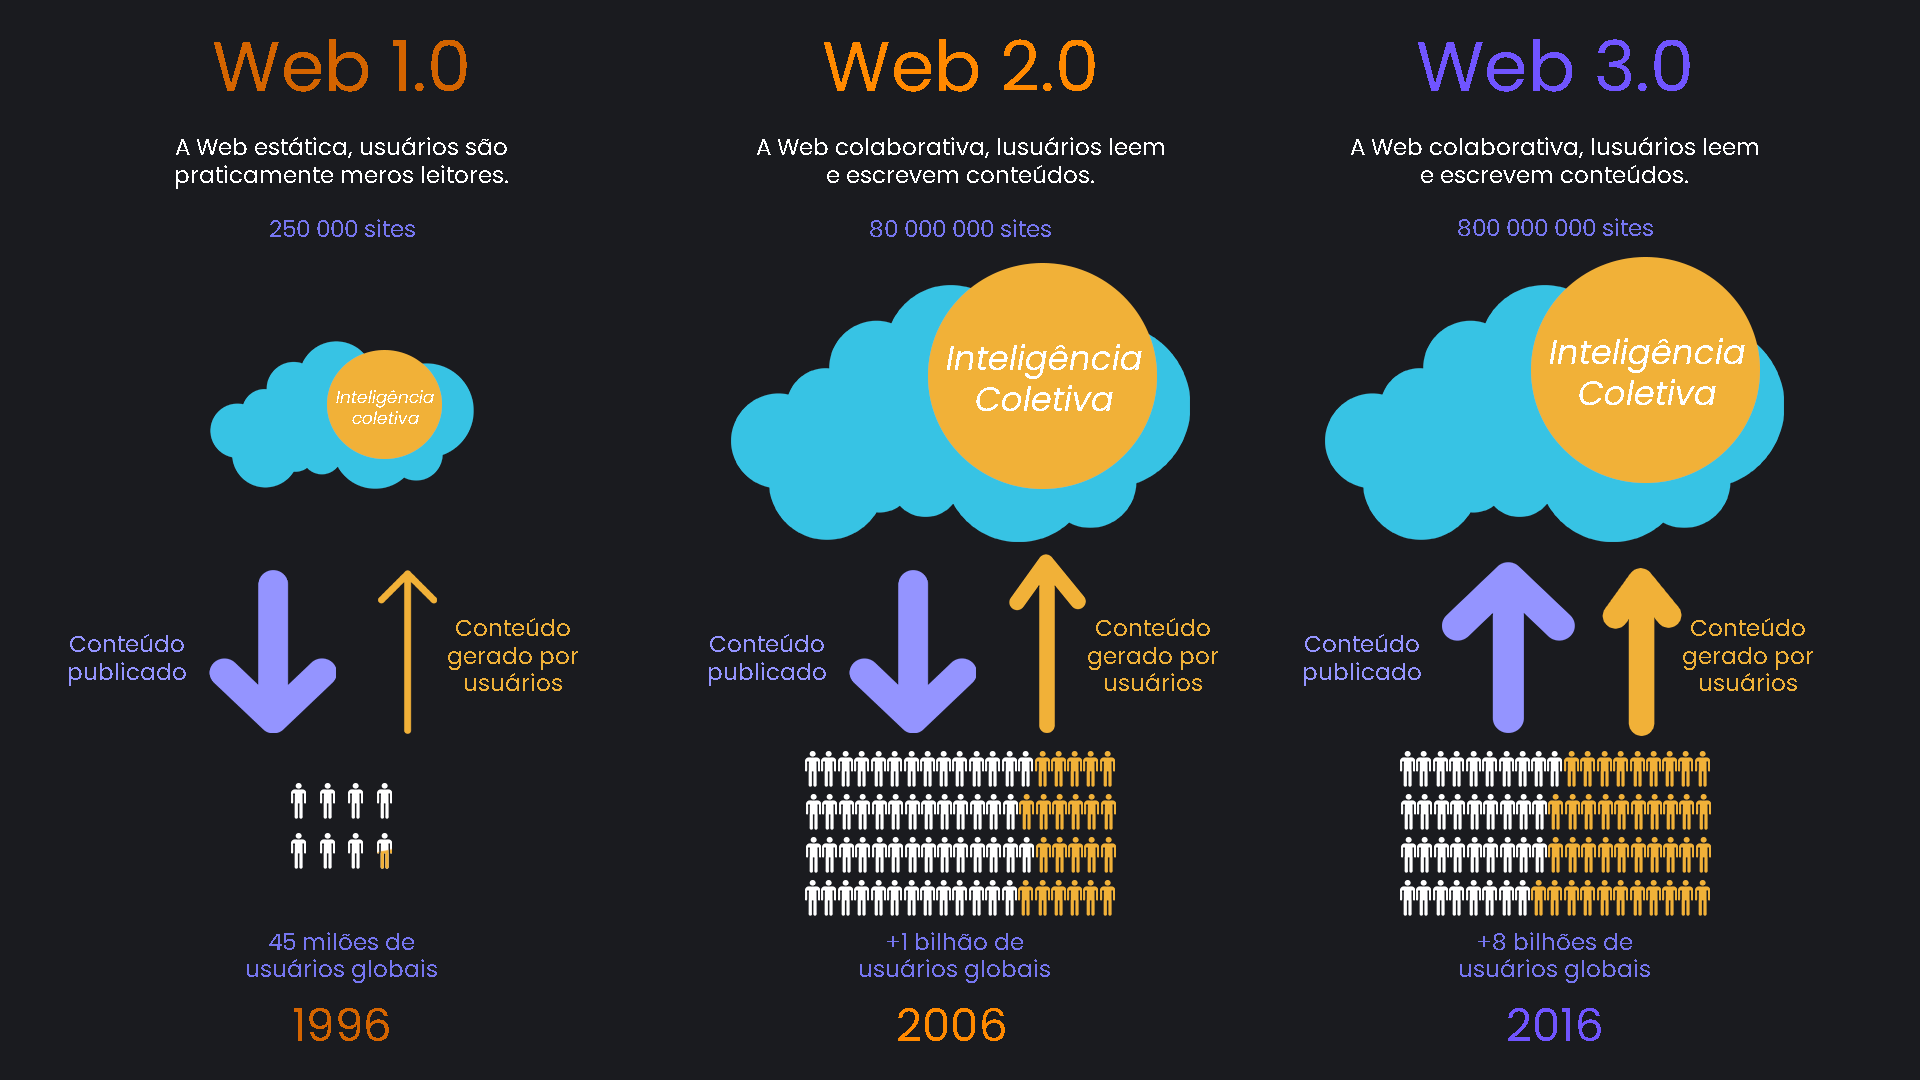 Web 1.0
A Web estática, usuários são
praticamente meros leitores.
250 000 sites
Inteligência
coletiva
Conteúdo
publicado
Conteúdo
gerado por
usuários
45 milões de
usuários globais
1996
Web 2.0
A Web colaborativa, lusuários leem
e escrevem conteúdos.
80 000 000 sites
Inteligência
Coletiva
Conteúdo
publicado
Conteúdo
gerado por
usuários
+1 bilhão de
usuários globais
2006
Web 3.0
A Web colaborativa, lusuários leem
e escrevem conteúdos.
800 000 000 sites
Inteligência
Coletiva
Conteúdo
publicado
Conteúdo
gerado por
usuários
+8 bilhões de
usuários globais
2016